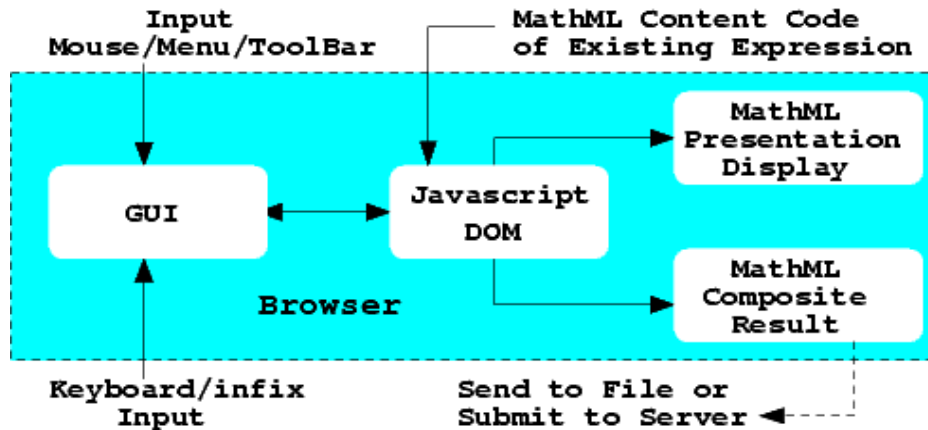 Input
Mouse/Menu/ToolBar
MathML Content Code
of Existing Expression
MathML
Presentation
Display
GUI
Javascript
DOM
MathML
Composite
Result
Browser
Keyboard/infix
Input
Send to File or
Submit to Server